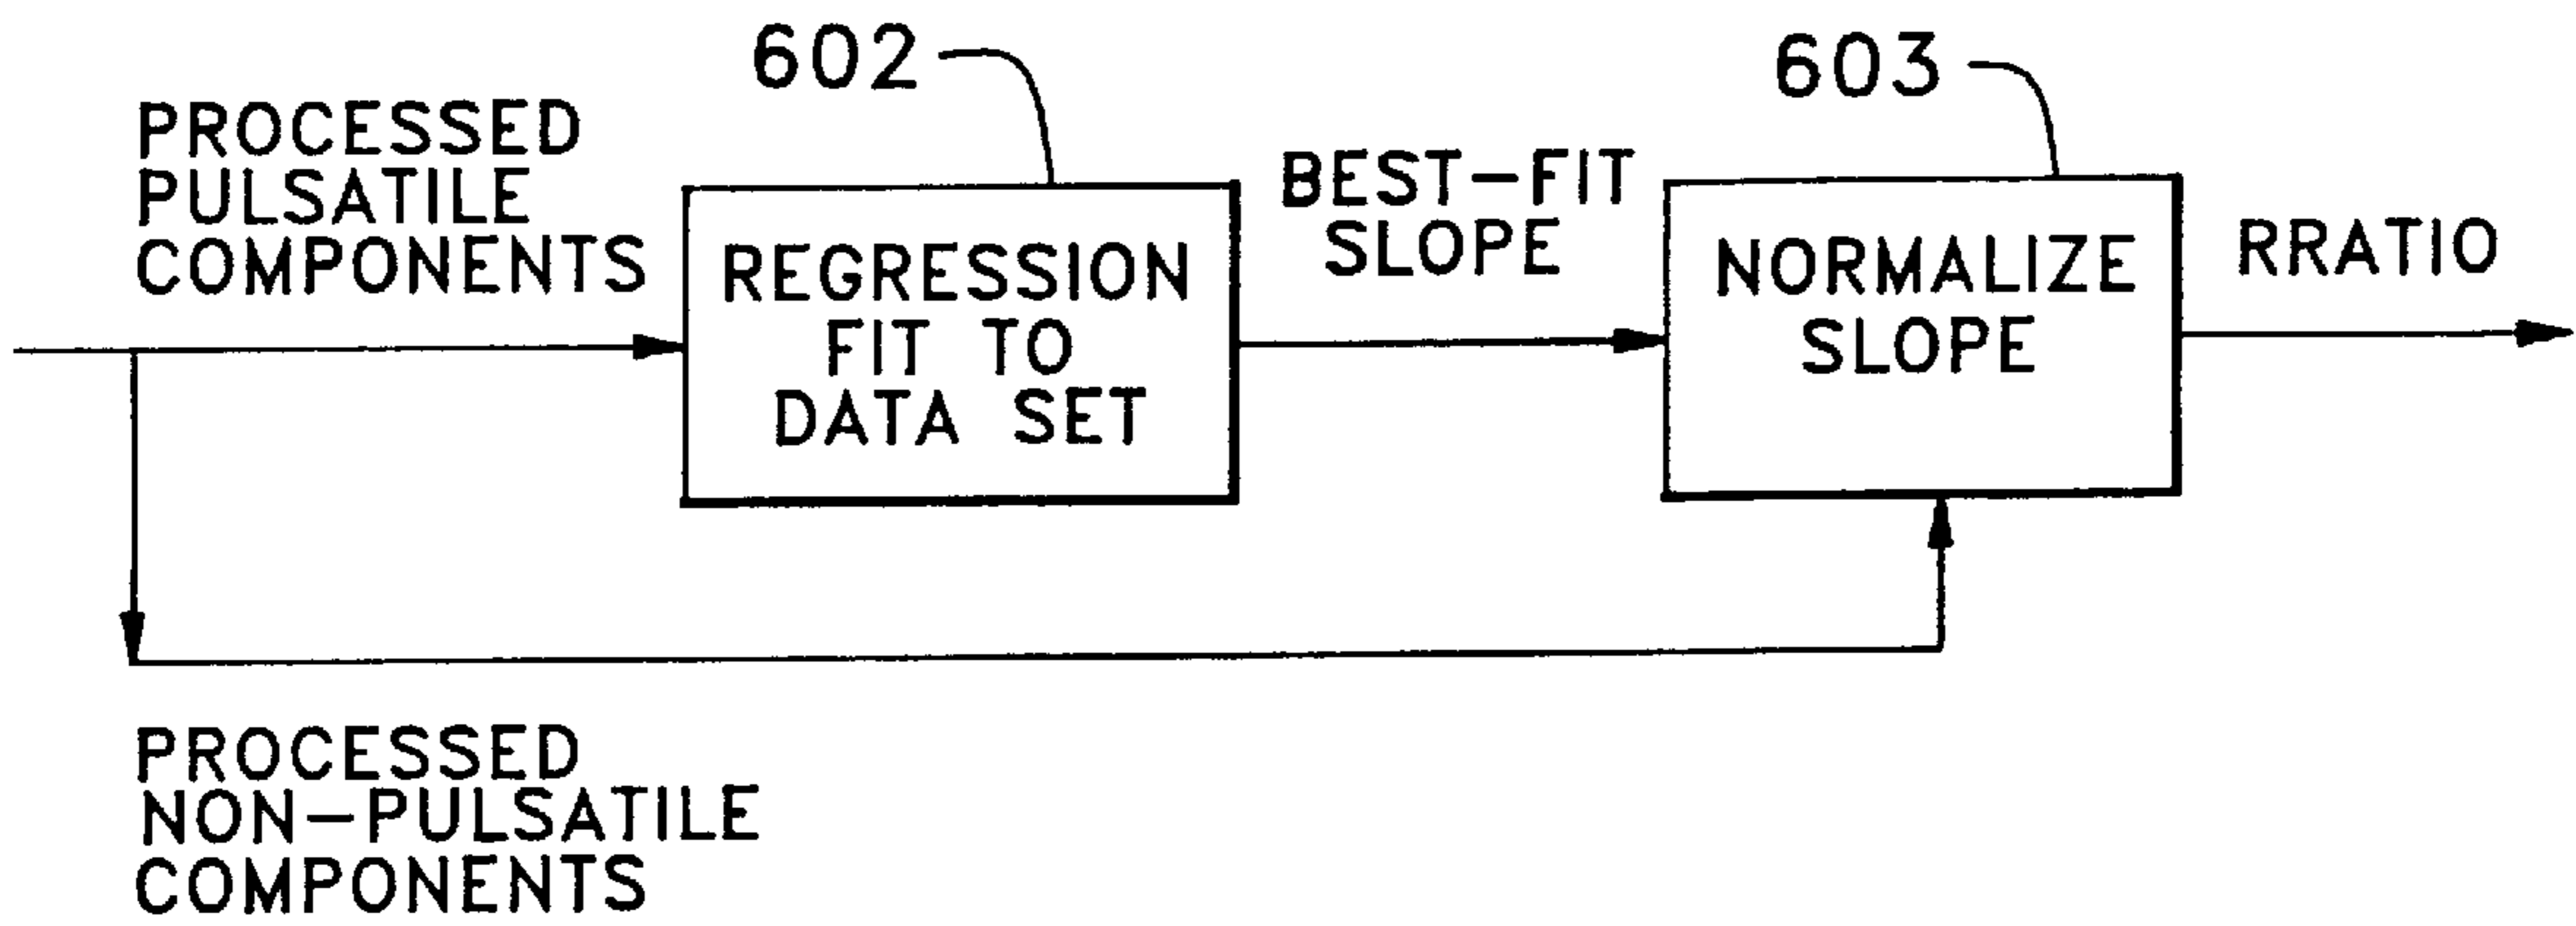 602
603
PROCESSED
PULSATILE
COMPONENTS
REGRESSION
FIT TO
DATA SET
BEST-FIT
SLOPE
NORMALIZE
SLOPE
RRATIO
PROCESSED
NON-PULSATILE
COMPONENTS